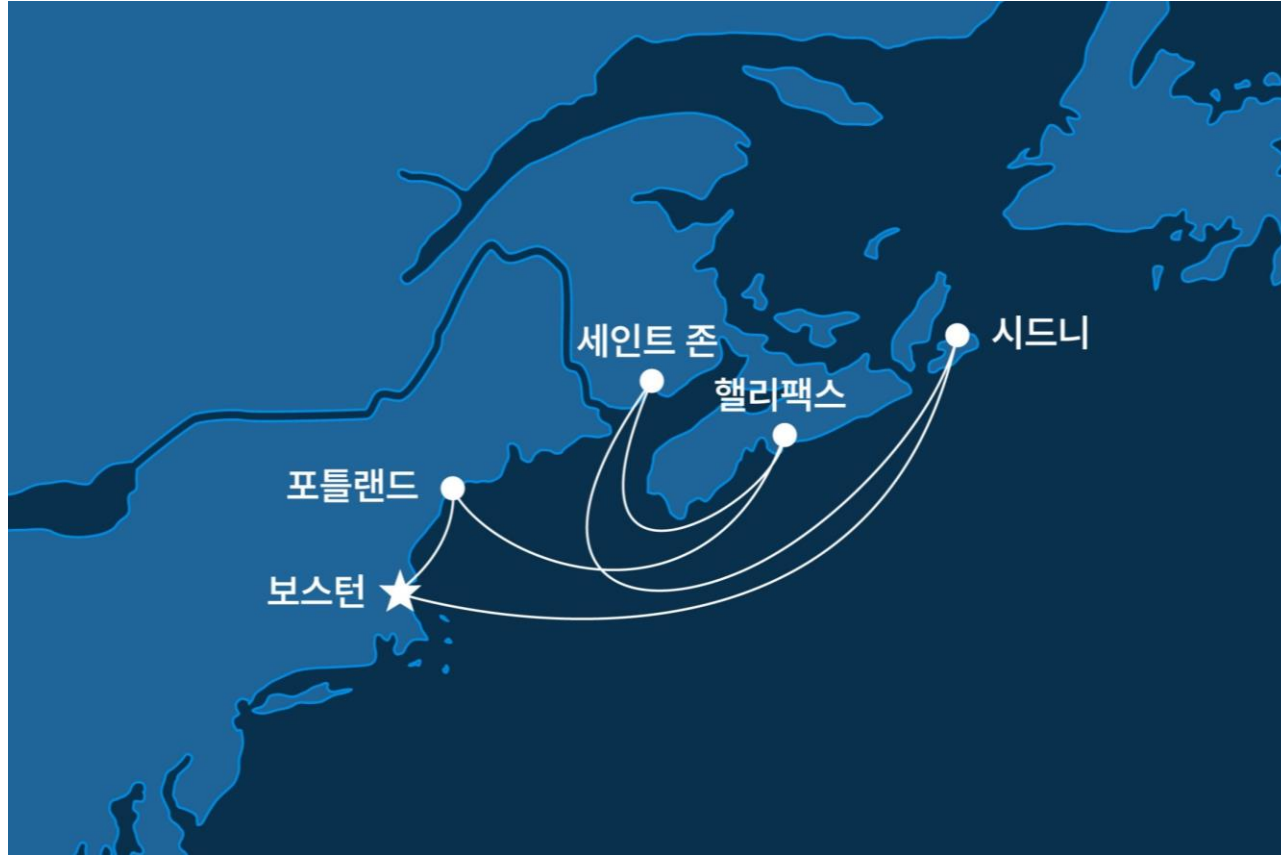 세인트 존
시드니
핼리팩스
포틀랜드
보스턴